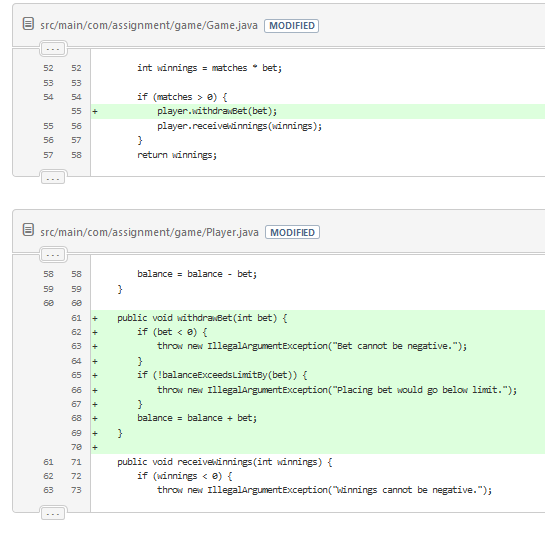 src/main/com/assignment/game/Game.java MODIFIED
...
52 52 int winnings = matches * bet;
53 53
54 54 if (matches > 0) {
55 + player.withdrawBet(bet);
55 56 player.receiveWinnings(winnings);
56 57 }
57 58 return winnings;
...
src/main/com/assignment/game/Player.java MODIFIED
...
58 58 balance = balance - bet;
59 59 }
60 60
61 + public void withdrawBet(int bet) {
62 + if (bet < 0) {
63 + throw new IllegalArgumentException("Bet cannot be negative.");
64 + }
65 + if (!balanceExceedsLimitBy(bet)) {
66 + throw new IllegalArgumentException("Placing bet would go below limit.");
67 + }
68 + balance = balance + bet;
69 + }
70 +
61 71 public void receiveWinnings(int winnings) {
62 72 if (winnings < 0) {
63 73 throw new IllegalArgumentException("Winnings cannot be negative.");
...